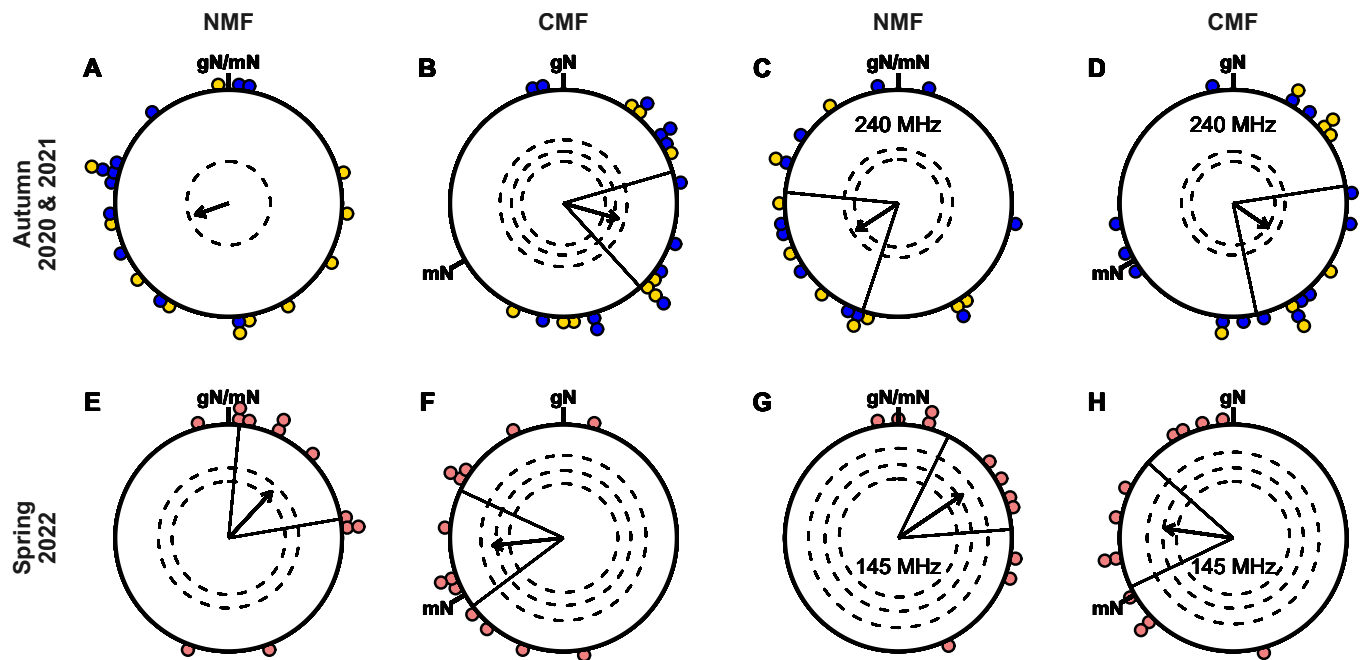 NMF CMF NMF CMF
A gN/mN B gN C gN/mN D gN
240 MHz 240 MHz
Autumn
2020 & 2021
mN mN
E gN/mN F gN G gN/mN H gN
Spring
2022
145 MHz 145 MHz
mN mN